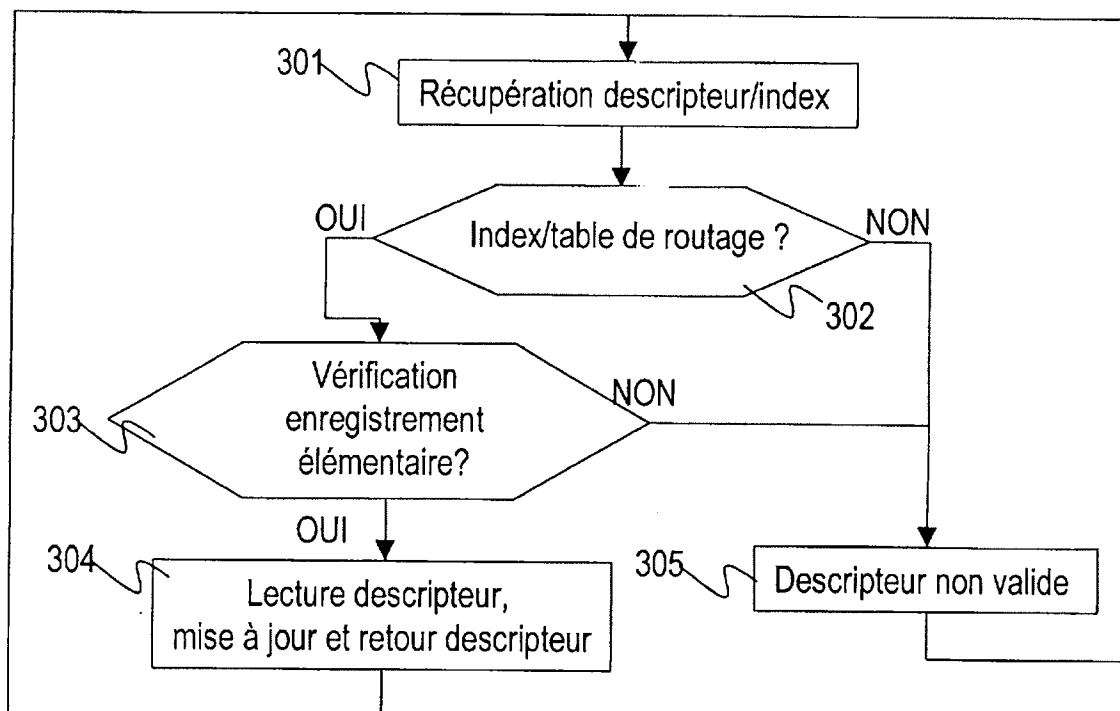 301
Récupération descripteur/index
OUI
Index/table de routage ?
NON
302
Vérification
enregistrement
élémentaire?
NON
303
OUI
304
Lecture descripteur,
mise à jour et retour descripteur
305
Descripteur non valide